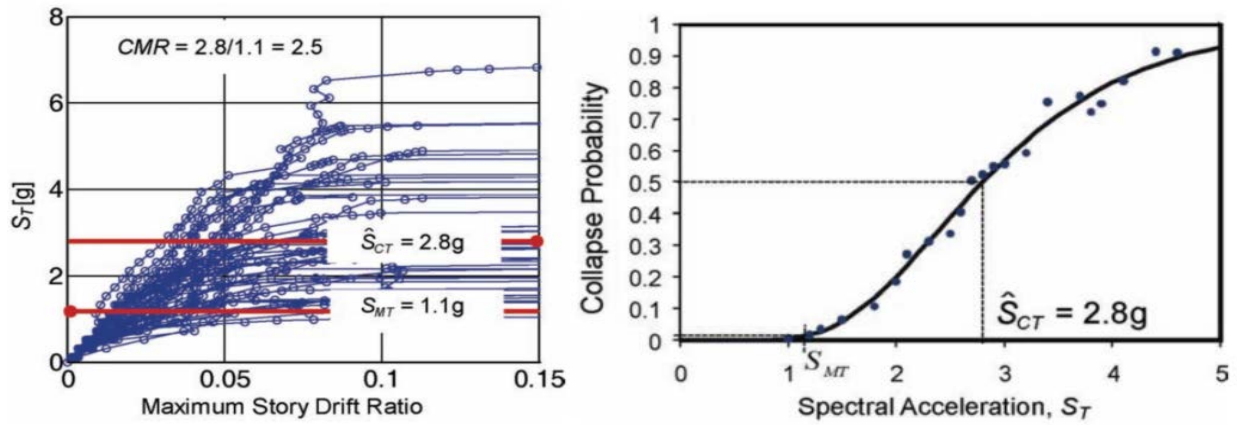 8
6
4
2
0
S_T[g]
CMR = 2.8/1.1 = 2.5
Ŝ_CT = 2.8g
S_MT = 1.1g
0 0.05 0.1 0.15
Maximum Story Drift Ratio
1
0.9
0.8
0.7
0.6
0.5
0.4
0.3
0.2
0.1
0
Collapse Probability
Ŝ_CT = 2.8g
S_MT
0 1 2 3 4 5
Spectral Acceleration, S_T